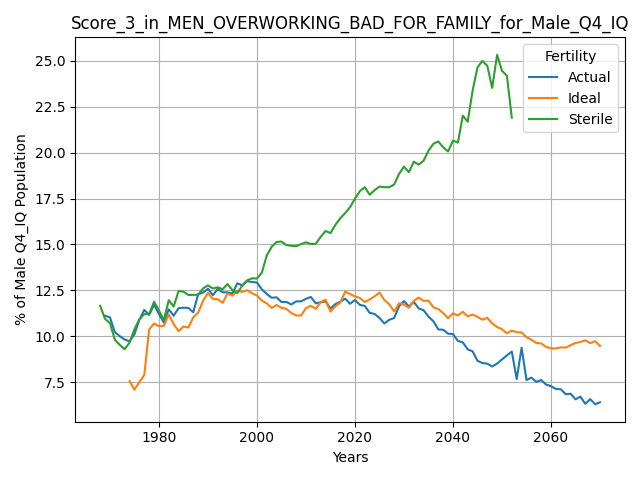 Score_3_in_MEN_OVERWORKING_BAD_FOR_FAMILY_for_Male_Q4_IQ
Fertility
Actual
Ideal
Sterile
% of Male Q4_IQ Population
25.0
22.5
20.0
17.5
15.0
12.5
10.0
7.5
1980
2000
2020
2040
2060
Years